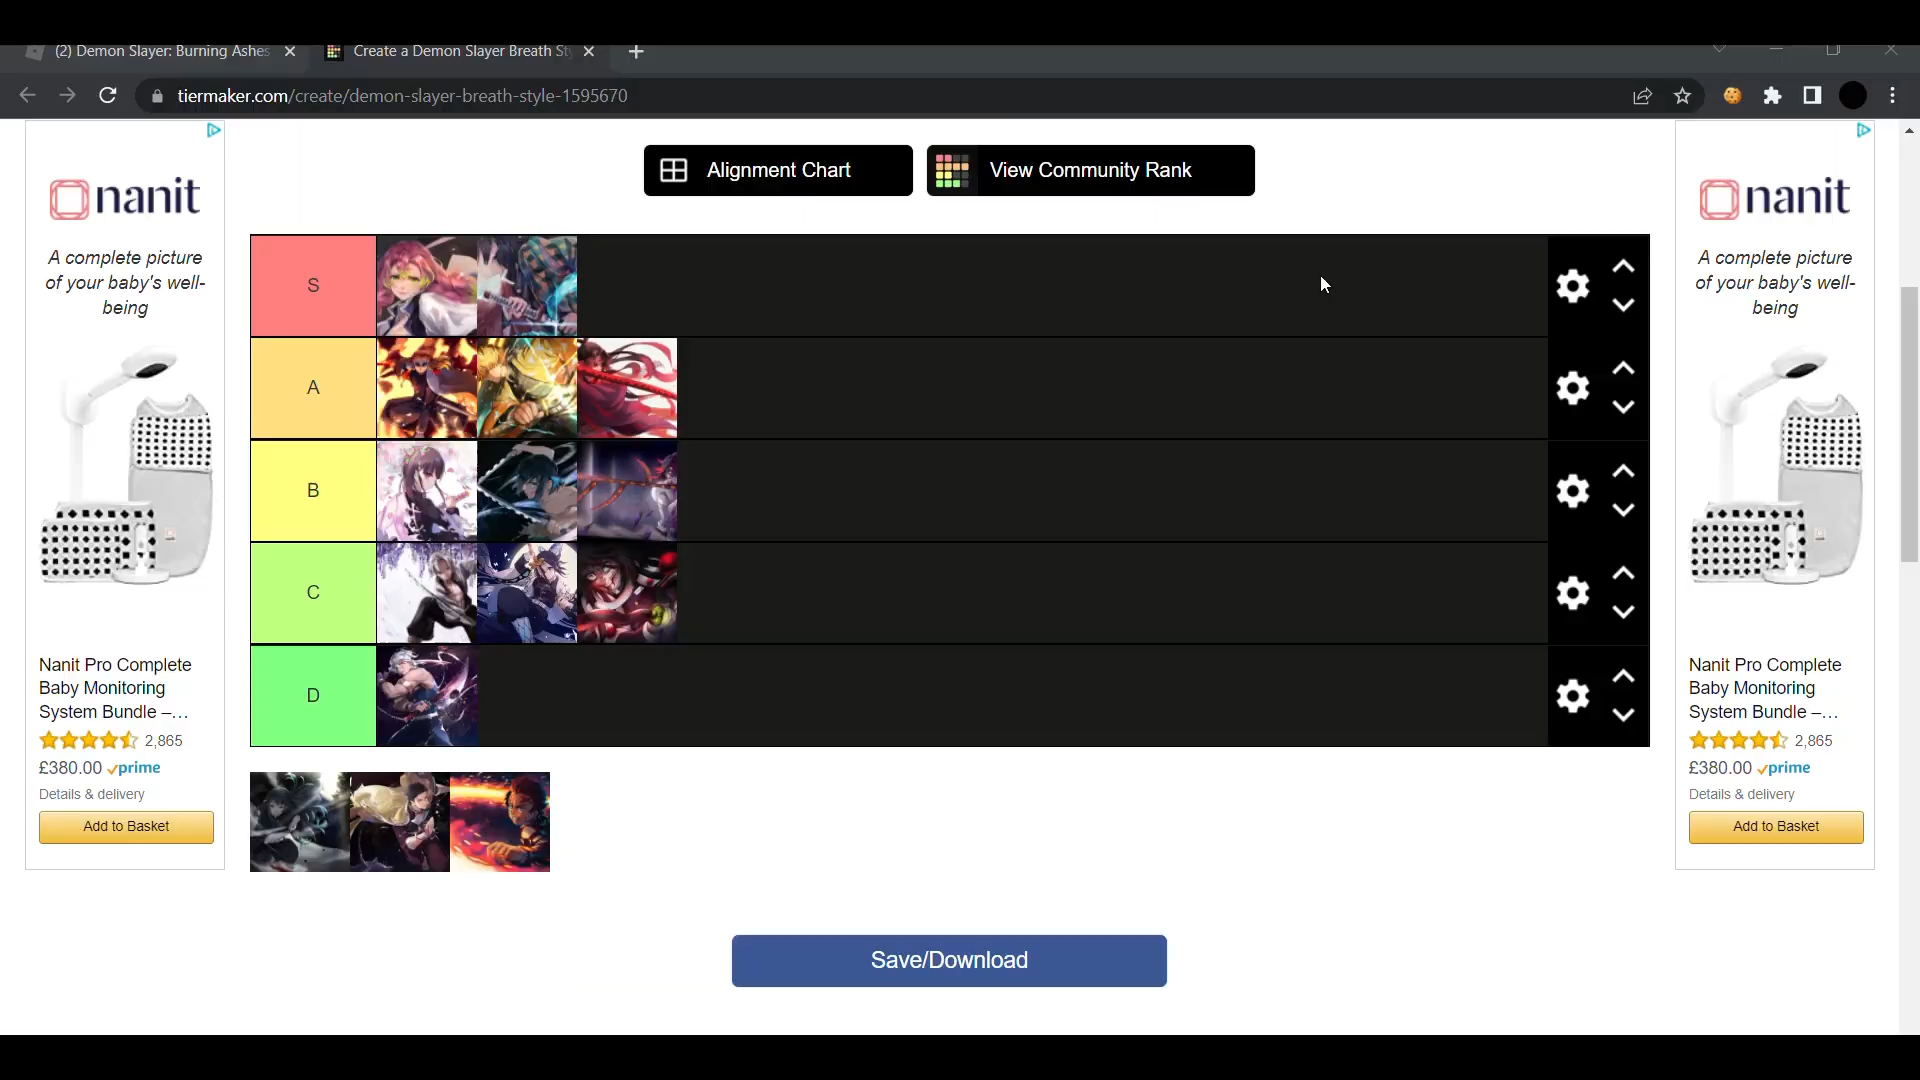 (2) Demon Slayer: Burning Ashes
Create a Demon Slayer Breath St
tiermaker.com/create/demon-slayer-breath-style-1595670
Alignment Chart
View Community Rank
nanit
A complete picture
of your baby's well-
being
Nanit Pro Complete
Baby Monitoring
System Bundle –…
2,865
£380.00 prime
Details & delivery
Add to Basket
S
A
B
C
D
Save/Download
nanit
A complete picture
of your baby's well-
being
Nanit Pro Complete
Baby Monitoring
System Bundle –…
2,865
£380.00 prime
Details & delivery
Add to Basket